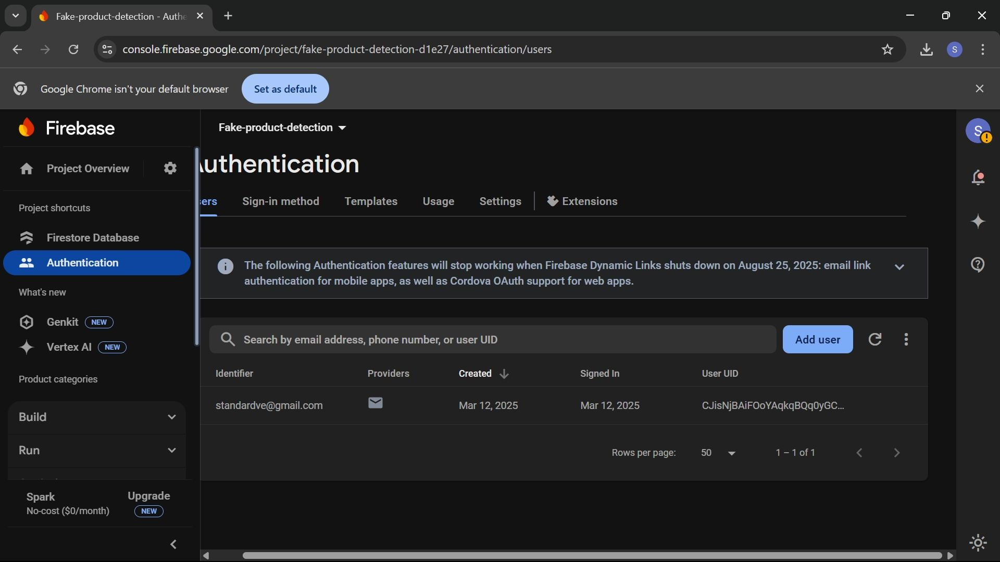 Fake-product-detection - Authe
console.firebase.google.com/project/fake-product-detection-d1e27/authentication/users
S
Google Chrome isn't your default browser
Set as default
Firebase
Fake-product-detection
S
Project Overview
uthentication
Project shortcuts
sers
Sign-in method
Templates
Usage
Settings
Extensions
Firestore Database
Authentication
What's new
Genkit NEW
Vertex AI NEW
Product categories
Build
Run
Spark
No-cost ($0/month)
Upgrade
NEW
The following Authentication features will stop working when Firebase Dynamic Links shuts down on August 25, 2025: email link
authentication for mobile apps, as well as Cordova OAuth support for web apps.
Search by email address, phone number, or user UID
Add user
Identifier Providers Created Signed In User UID
standardve@gmail.com Mar 12, 2025 Mar 12, 2025 CJisNjBAiFOoYAqkqBQq0yGC...
Rows per page: 50 1 – 1 of 1